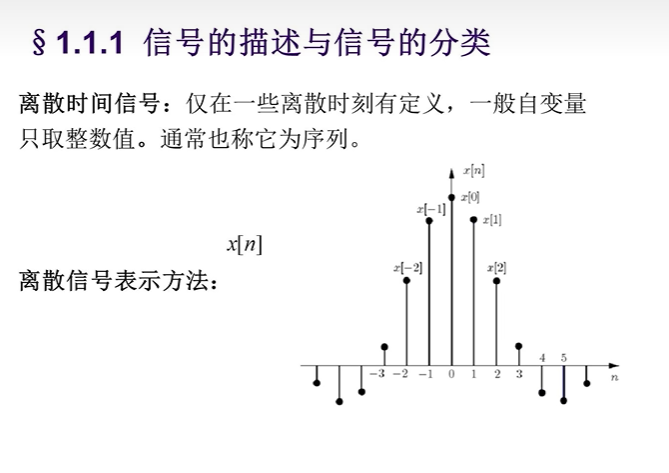 § 1.1.1 信号的描述与信号的分类
离散时间信号：仅在一些离散时刻有定义，一般自变量
只取整数值。通常也称它为序列。
x[n]
x[0]
x[−1]
x[1]
x[n]
x[−2]
x[2]
离散信号表示方法：
4 5
−3 −2 −1 0 1 2 3
n